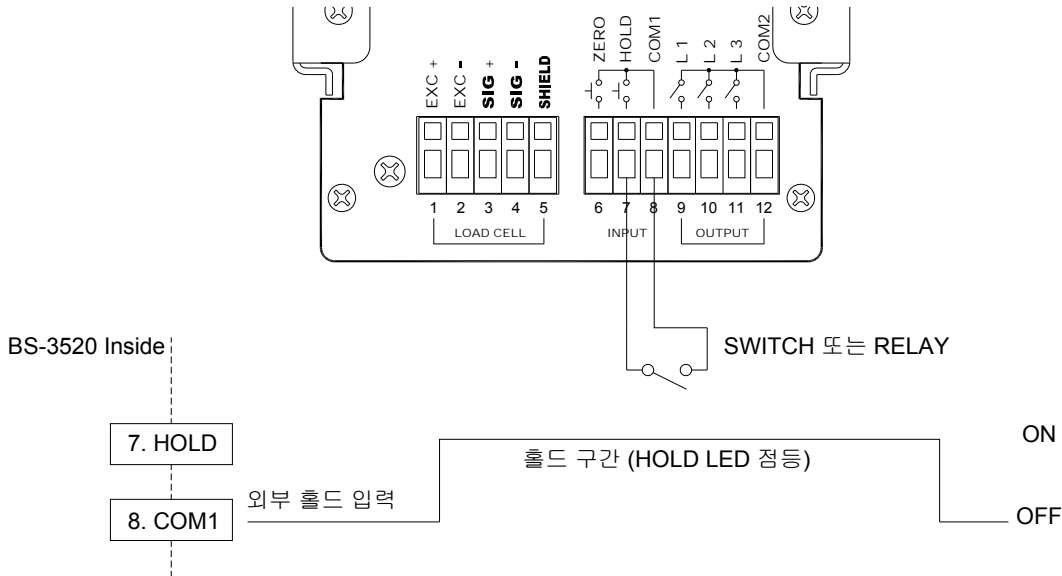 ZERO
HOLD
COM1
L 1
L 2
L 3
COM2
EXC +
EXC -
SIG +
SIG -
SHIELD
1 2 3 4 5 6 7 8 9 10 11 12
LOAD CELL INPUT OUTPUT
BS-3520 Inside
SWITCH 또는 RELAY
7. HOLD
ON
홀드 구간 (HOLD LED 점등)
외부 홀드 입력
8. COM1
OFF